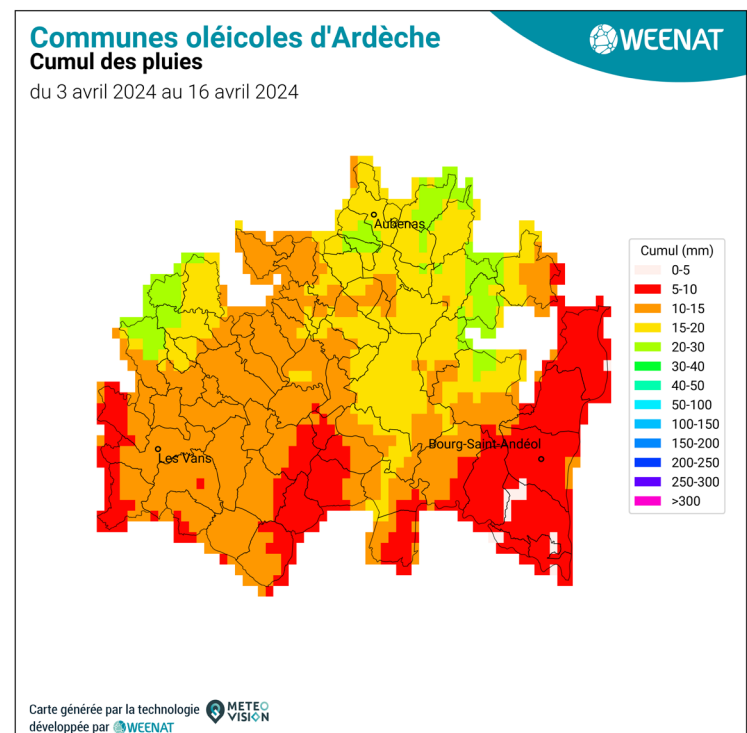 Communes oléicoles d'Ardèche
Cumul des pluies
du 3 avril 2024 au 16 avril 2024
WEENAT
Aubenas
Les Vans
Bourg-Saint-Andéol
Cumul (mm)
0-5
5-10
10-15
15-20
20-30
30-40
40-50
50-100
100-150
150-200
200-250
250-300
>300
Carte générée par la technologie METEO VISION
développée par WEENAT